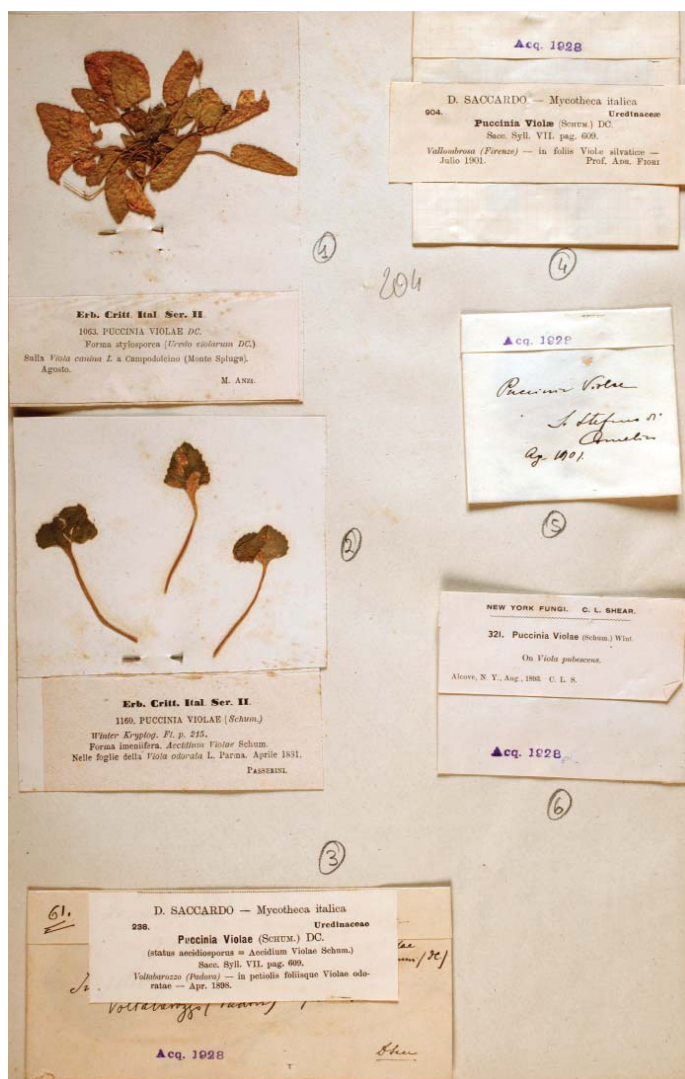 Erb. Critt. Ital. Ser. II.
1063. PUCCINIA VIOLAE DC.
Forma stylosporea (Uredo violarum DC.)
Sulla Viola canina L a Campodolcino (Monte Spluga).
Agosto.
M. ANZI.
1
204
Erb. Critt. Ital. Ser. II.
1160. PUCCINIA VIOLAE (Schum.)
Winter Kryptog. Fl. p. 215.
Forma imenifera. Aecidium Violae Schum.
Nelle foglie della Viola odorata L. Parma. Aprile 1881.
PASSERINI.
2
3
61.
D. SACCARDO — Mycotheca italica
238. Uredinaceae
Puccinia Violae (SCHUM.) DC.
(status aecidiosporus = Aecidium Violae Schum.)
Sacc. Syll. VII. pag. 609.
Voltabarozzo (Padova) — in petiolis foliisque Violae odo-
ratae — Apr. 1898.
Acq. 1928
Acq. 1928
D. SACCARDO — Mycotheca italica
904. Uredinaceæ
Puccinia Violæ (SCHUM.) DC.
Sacc. Syll. VII. pag. 609.
Vallombrosa (Firenze) — in foliis Violæ silvaticæ —
Julio 1901. Prof. ADR. FIORI
4
Acq. 1928
Puccinia Violae
S. Stefano di
Ag. 1901
5
NEW YORK FUNGI. C. L. SHEAR.
321. Puccinia Violae (Schum.) Wint.
On Viola pubescens.
Alcove, N. Y., Aug., 1893. C. L. S.
Acq. 1928
6